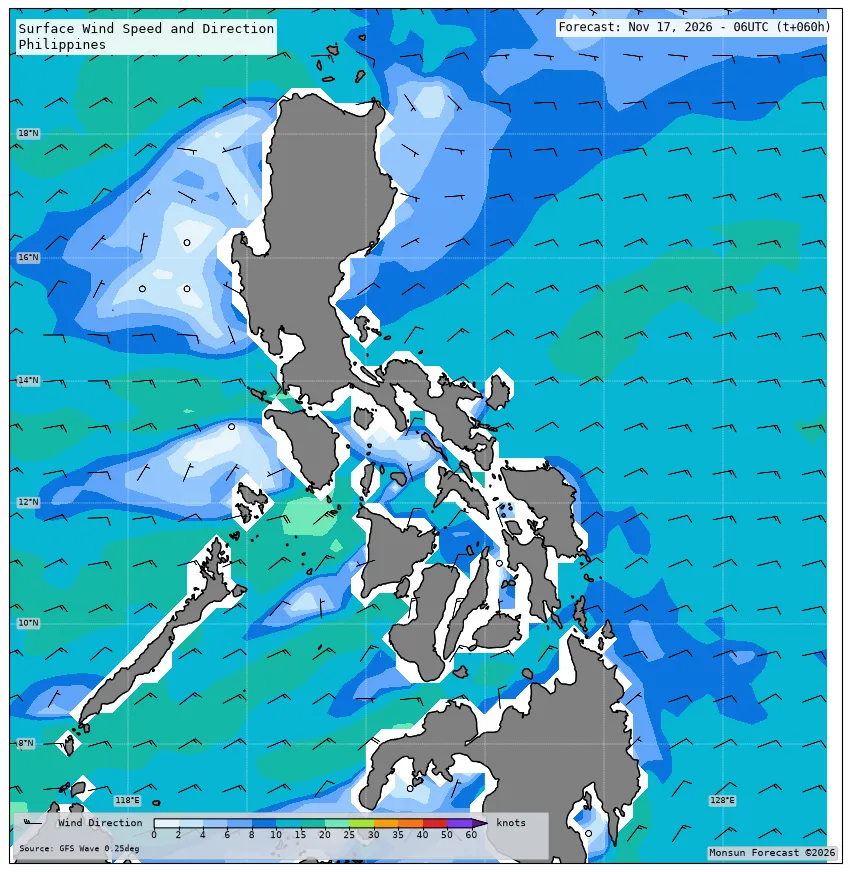 Surface Wind Speed and Direction
Philippines
Forecast: Nov 17, 2026 - 06UTC (t+060h)
18°N
16°N
14°N
12°N
10°N
8°N
118°E
128°E
Wind Direction
0 2 4 6 8 10 15 20 25 30 35 40 50 60
knots
Source: GFS Wave 0.25deg
Monsun Forecast ©2026